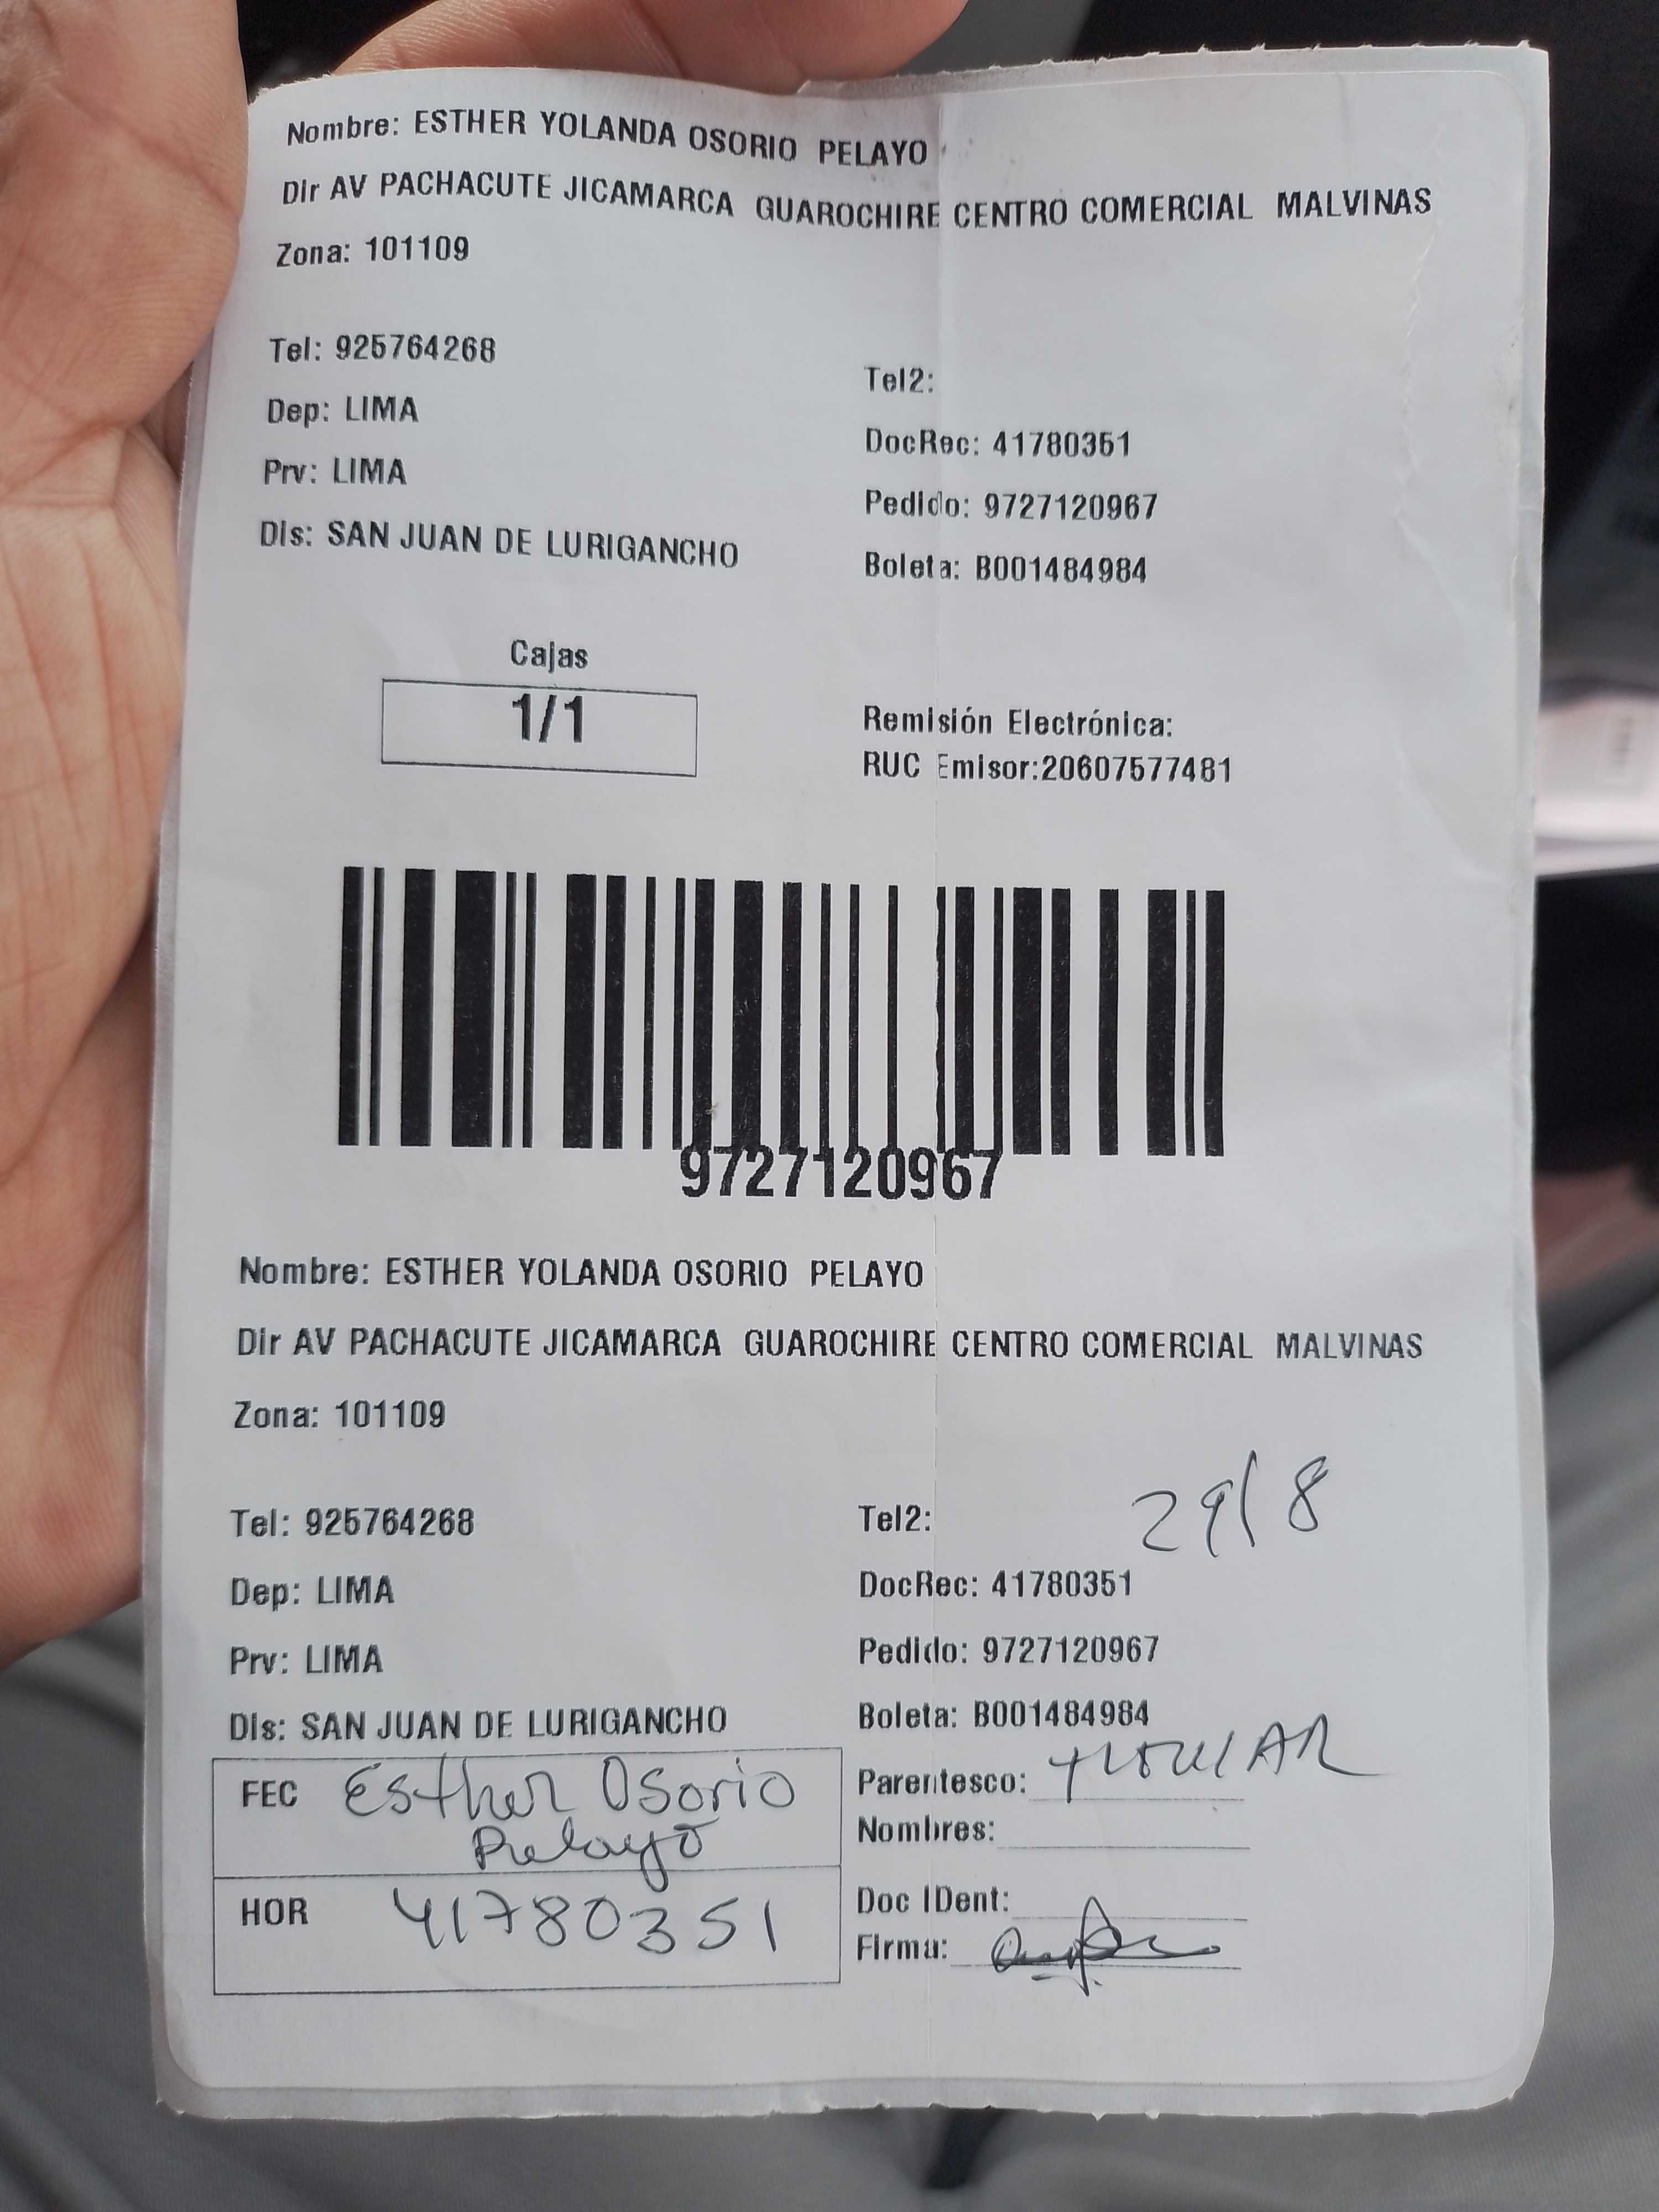 Nombre: ESTHER YOLANDA OSORIO PELAYO
Dir AV PACHACUTE JICAMARCA GUAROCHIRE CENTRO COMERCIAL MALVINAS
Zona: 101109
Tel: 925764268
Tel2:
Dep: LIMA
DocRec: 41780351
Prv: LIMA
Pedido: 9727120967
Dis: SAN JUAN DE LURIGANCHO
Boleta: B001484984
Cajas
1/1
Remisión Electrónica:
RUC Emisor:20607577481
9727120967
Nombre: ESTHER YOLANDA OSORIO PELAYO
Dir AV PACHACUTE JICAMARCA GUAROCHIRE CENTRO COMERCIAL MALVINAS
Zona: 101109
29/8
Tel: 925764268
Tel2:
Dep: LIMA
DocRec: 41780351
Prv: LIMA
Pedido: 9727120967
Dis: SAN JUAN DE LURIGANCHO
Boleta: B001484984
FEC Esther Osorio
Pelayo
HOR 41780351
Parentesco:
Nombres:
Doc IDent:
Firma: